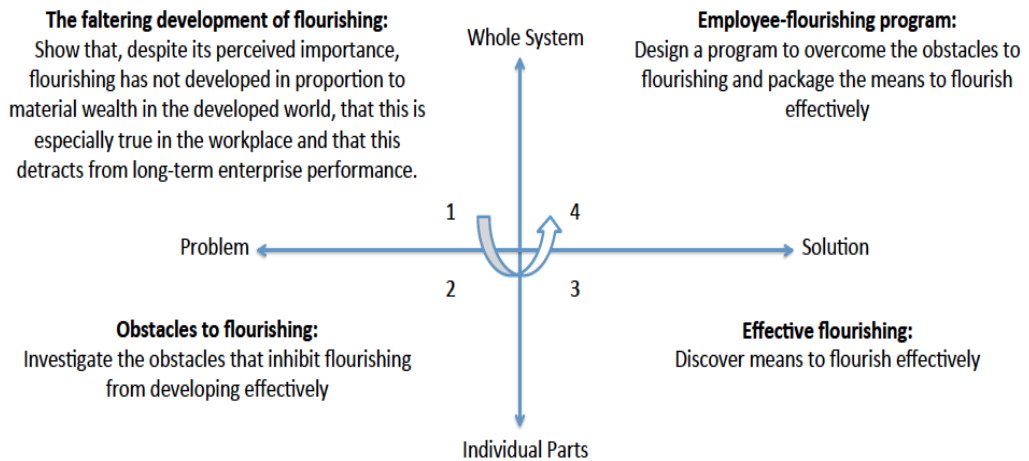 The faltering development of flourishing:
Show that, despite its perceived importance,
flourishing has not developed in proportion to
material wealth in the developed world, that this is
especially true in the workplace and that this
detracts from long-term enterprise performance.
Whole System
Employee-flourishing program:
Design a program to overcome the obstacles to
flourishing and package the means to flourish
effectively
1
4
Problem
Solution
2
3
Obstacles to flourishing:
Investigate the obstacles that inhibit flourishing
from developing effectively
Effective flourishing:
Discover means to flourish effectively
Individual Parts